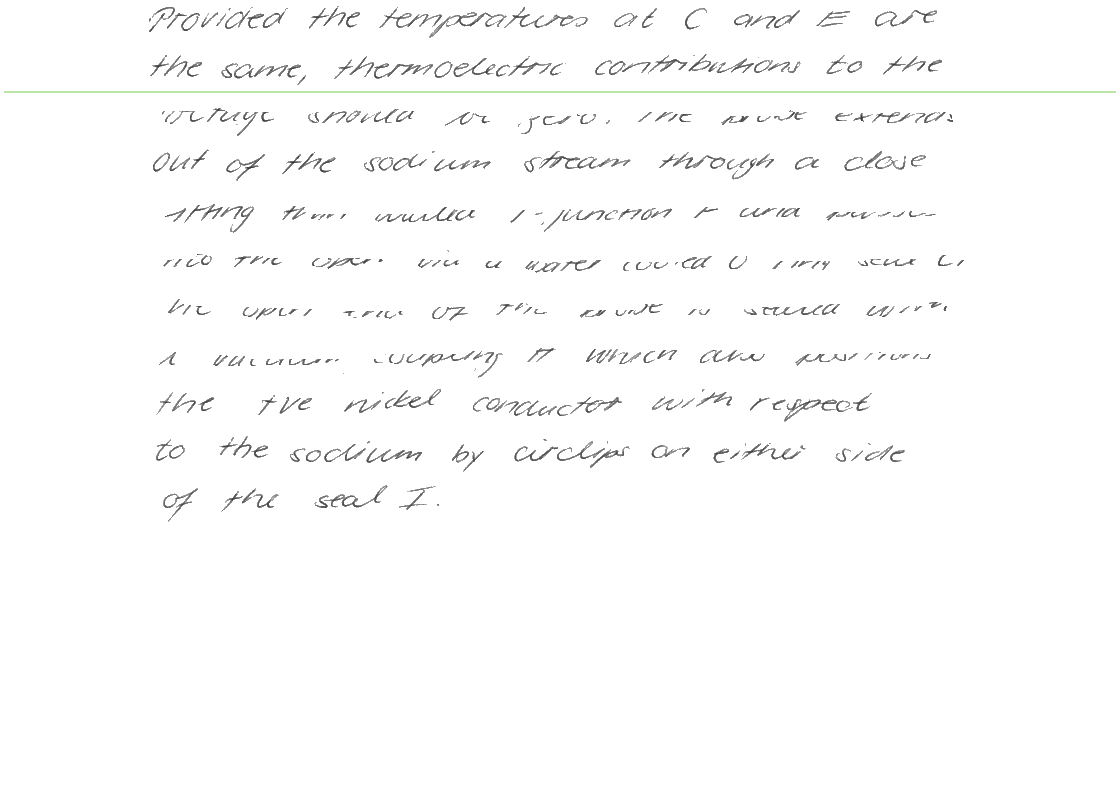 Provided the temperatures at C and E are
the same, thermoelectric contributions to the
voltage should be zero. The probe extends
out of the sodium stream through a close
fitting thin walled T-junction F and passes
into the open via a water cooled O ring seal G.
The open end of the probe is sealed with
a vacuum coupling H which also positions
the +ve nickel conductor with respect
to the sodium by circlips on either side
of the seal I.